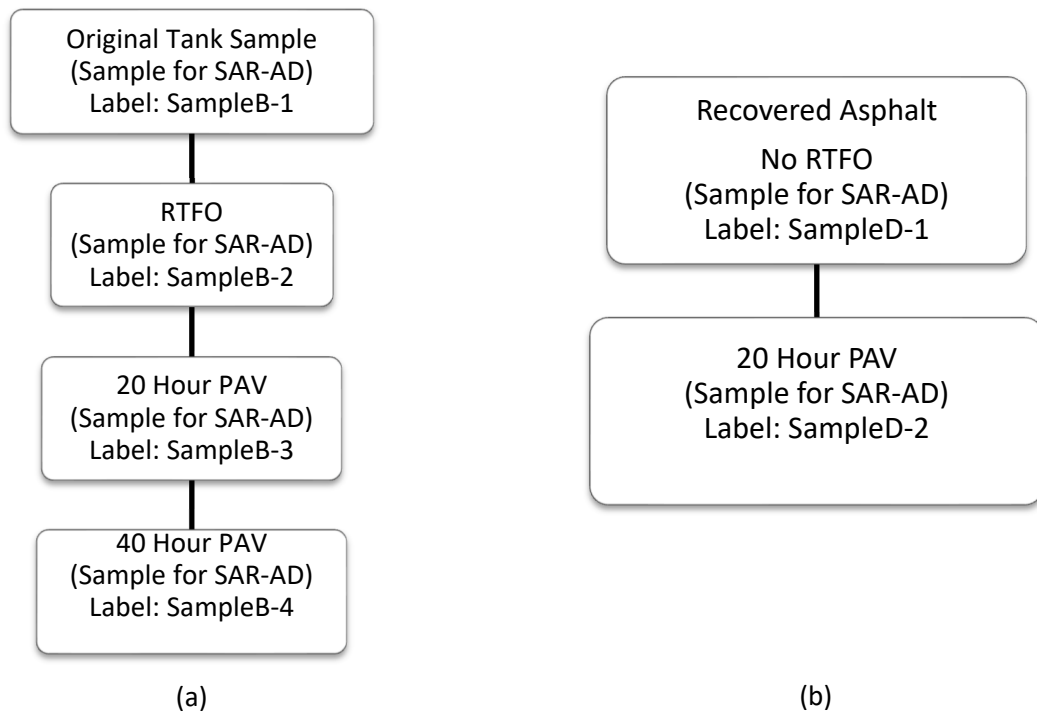 Original Tank Sample
(Sample for SAR-AD)
Label: SampleB-1
RTFO
(Sample for SAR-AD)
Label: SampleB-2
20 Hour PAV
(Sample for SAR-AD)
Label: SampleB-3
40 Hour PAV
(Sample for SAR-AD)
Label: SampleB-4
(a)
Recovered Asphalt
No RTFO
(Sample for SAR-AD)
Label: SampleD-1
20 Hour PAV
(Sample for SAR-AD)
Label: SampleD-2
(b)